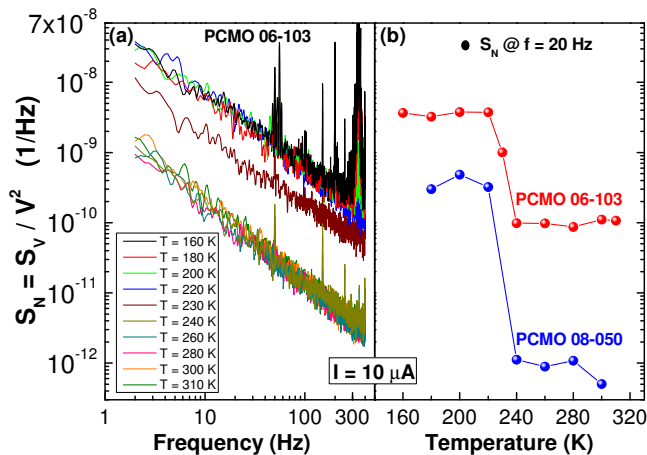 7x10⁻⁸
10⁻⁸
10⁻⁹
10⁻¹⁰
10⁻¹¹
10⁻¹²
S_N = S_V / V² (1/Hz)
(a) PCMO 06-103
T = 160 K
T = 180 K
T = 200 K
T = 220 K
T = 230 K
T = 240 K
T = 260 K
T = 280 K
T = 300 K
T = 310 K
1 10 100 300
Frequency (Hz)
I = 10 μA
(b) S_N @ f = 20 Hz
PCMO 06-103
PCMO 08-050
160 200 240 280 320
Temperature (K)